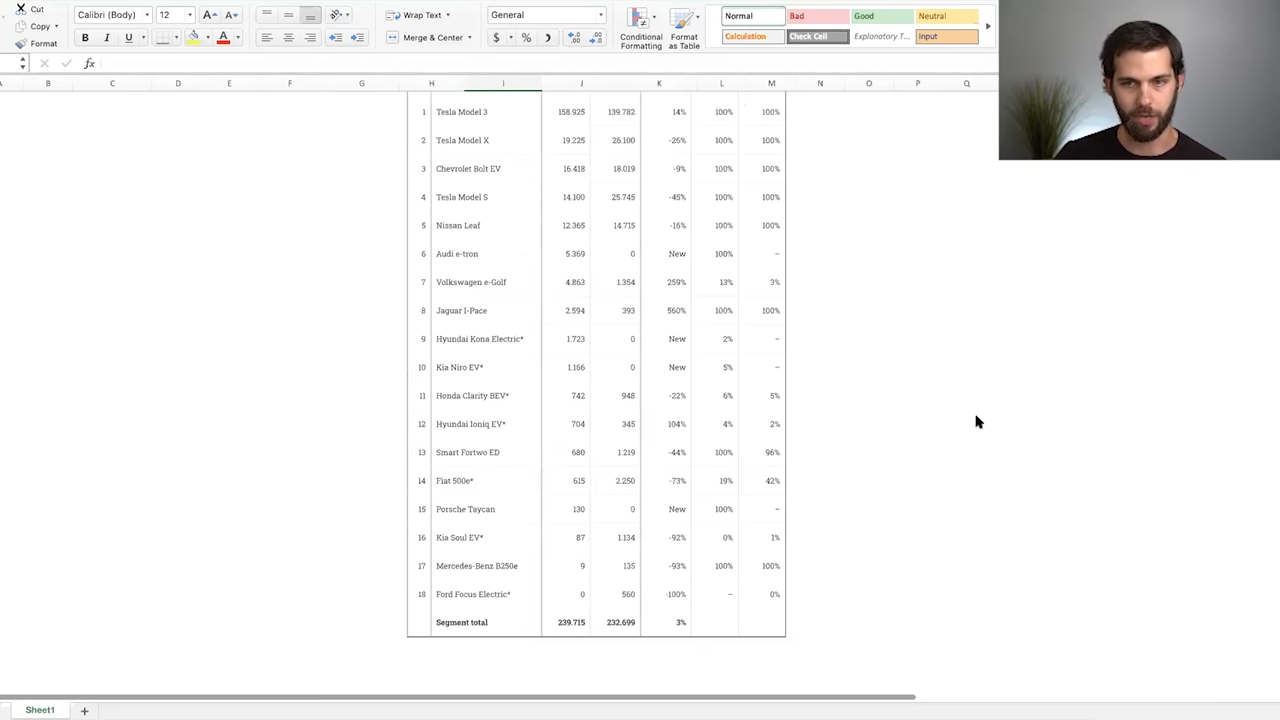 Cut
Calibri (Body) 12 A A Wrap Text General Normal Bad Good Neutral
Copy
Format B I U A Merge & Center $ % Conditional Formatting Format as Table Calculation Check Cell Explanatory T... Input
fx
A B C D E F G H I J K L M N O P Q
1 Tesla Model 3 158.925 139.782 14% 100% 100%
2 Tesla Model X 19.225 26.100 -26% 100% 100%
3 Chevrolet Bolt EV 16.418 18.019 -9% 100% 100%
4 Tesla Model S 14.100 25.745 -45% 100% 100%
5 Nissan Leaf 12.365 14.715 -16% 100% 100%
6 Audi e-tron 5.369 0 New 100% –
7 Volkswagen e-Golf 4.863 1.354 259% 13% 3%
8 Jaguar I-Pace 2.594 393 560% 100% 100%
9 Hyundai Kona Electric* 1.723 0 New 2% –
10 Kia Niro EV* 1.166 0 New 5% –
11 Honda Clarity BEV* 742 948 -22% 6% 5%
12 Hyundai Ioniq EV* 704 345 104% 4% 2%
13 Smart Fortwo ED 680 1.219 -44% 100% 96%
14 Fiat 500e* 615 2.250 -73% 19% 42%
15 Porsche Taycan 130 0 New 100% –
16 Kia Soul EV* 87 1.134 -92% 0% 1%
17 Mercedes-Benz B250e 9 135 -93% 100% 100%
18 Ford Focus Electric* 0 560 -100% – 0%
Segment total 239.715 232.699 3%
Sheet1